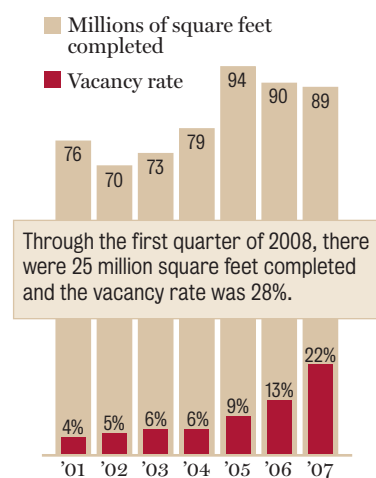 Millions of square feet
completed
Vacancy rate
76
70
73
79
94
90
89
Through the first quarter of 2008, there
were 25 million square feet completed
and the vacancy rate was 28%.
4%
5%
6%
6%
9%
13%
22%
’01 ’02 ’03 ’04 ’05 ’06 ’07